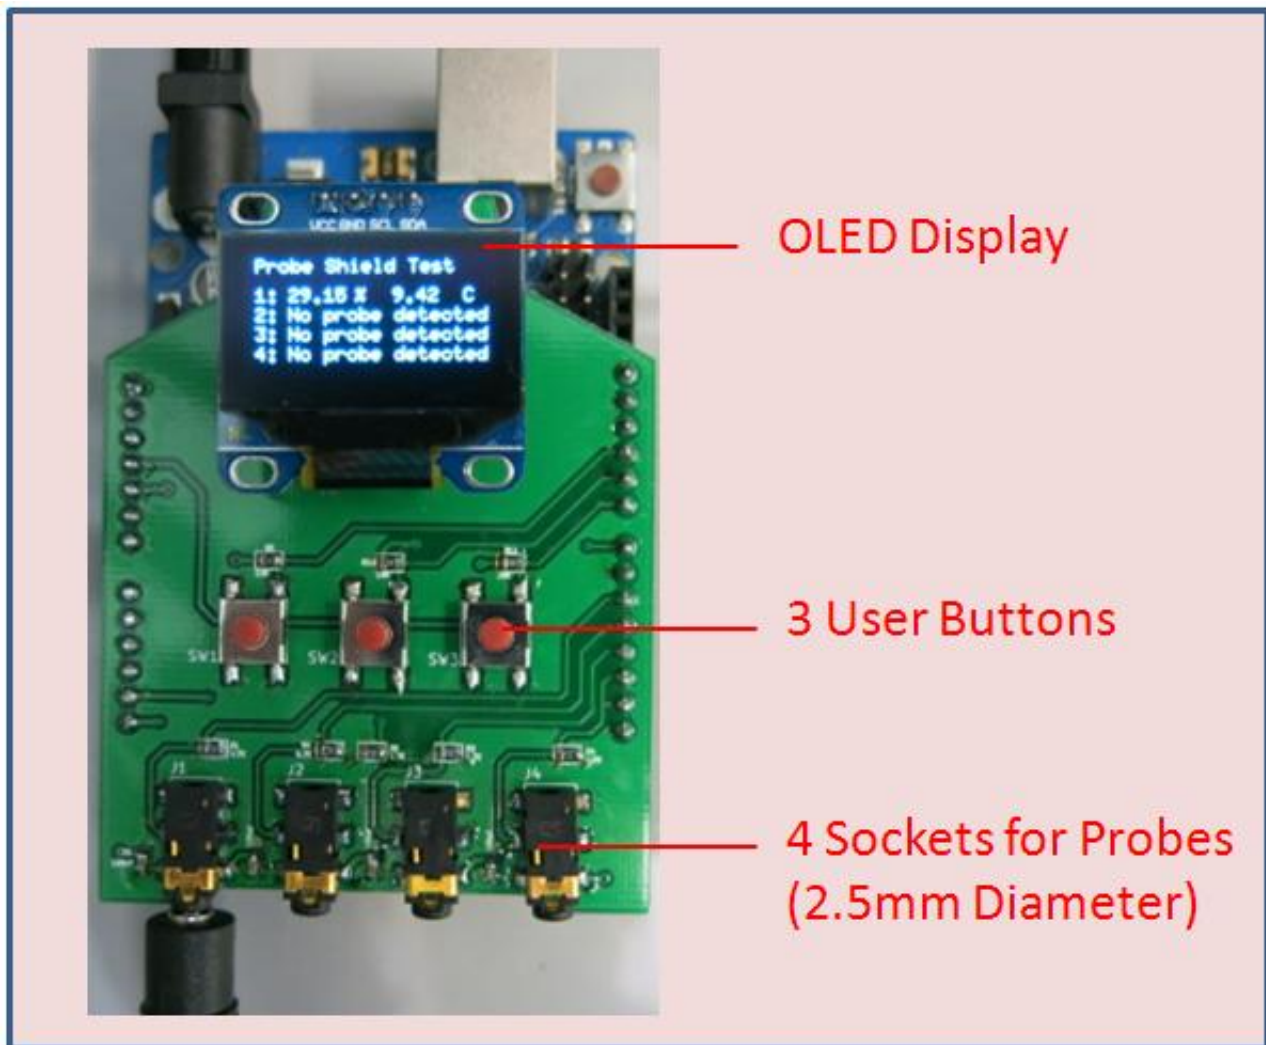 VCC GND SCL SDA
Probe Shield Test
1: 29.15 % 9.42 C
2: No probe detected
3: No probe detected
4: No probe detected
OLED Display
SW1 SW2 SW3
3 User Buttons
J1 J2 J3 J4
4 Sockets for Probes
(2.5mm Diameter)